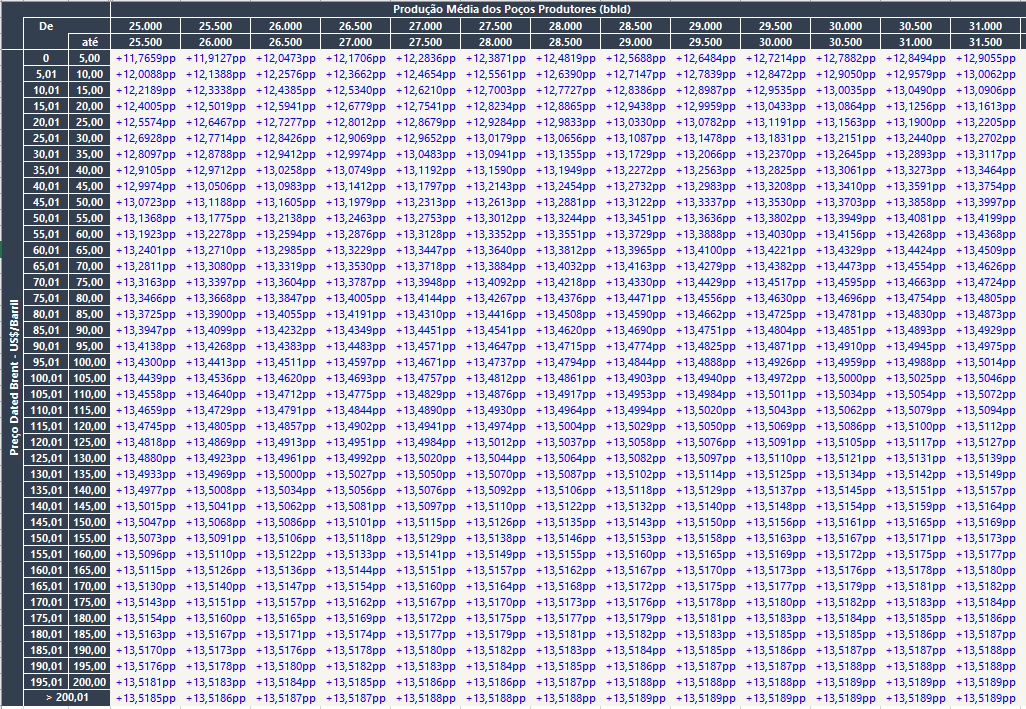 Produção Média dos Poços Produtores (bbld)
De 25.000 25.500 26.000 26.500 27.000 27.500 28.000 28.500 29.000 29.500 30.000 30.500 31.000
até 25.500 26.000 26.500 27.000 27.500 28.000 28.500 29.000 29.500 30.000 30.500 31.000 31.500
Preço Dated Brent - US$/Barrill
0 5,00 +11,7659pp +11,9127pp +12,0473pp +12,1706pp +12,2836pp +12,3871pp +12,4819pp +12,5688pp +12,6484pp +12,7214pp +12,7882pp +12,8494pp +12,9055pp
5,01 10,00 +12,0088pp +12,1388pp +12,2576pp +12,3662pp +12,4654pp +12,5561pp +12,6390pp +12,7147pp +12,7839pp +12,8472pp +12,9050pp +12,9579pp +13,0062pp
10,01 15,00 +12,2189pp +12,3338pp +12,4385pp +12,5340pp +12,6210pp +12,7003pp +12,7727pp +12,8386pp +12,8987pp +12,9535pp +13,0035pp +13,0490pp +13,0906pp
15,01 20,00 +12,4005pp +12,5019pp +12,5941pp +12,6779pp +12,7541pp +12,8234pp +12,8865pp +12,9438pp +12,9959pp +13,0433pp +13,0864pp +13,1256pp +13,1613pp
20,01 25,00 +12,5574pp +12,6467pp +12,7277pp +12,8012pp +12,8679pp +12,9284pp +12,9833pp +13,0330pp +13,0782pp +13,1191pp +13,1563pp +13,1900pp +13,2205pp
25,01 30,00 +12,6928pp +12,7714pp +12,8426pp +12,9069pp +12,9652pp +13,0179pp +13,0656pp +13,1087pp +13,1478pp +13,1831pp +13,2151pp +13,2440pp +13,2702pp
30,01 35,00 +12,8097pp +12,8788pp +12,9412pp +12,9974pp +13,0483pp +13,0941pp +13,1355pp +13,1729pp +13,2066pp +13,2370pp +13,2645pp +13,2893pp +13,3117pp
35,01 40,00 +12,9105pp +12,9712pp +13,0258pp +13,0749pp +13,1192pp +13,1590pp +13,1949pp +13,2272pp +13,2563pp +13,2825pp +13,3061pp +13,3273pp +13,3464pp
40,01 45,00 +12,9974pp +13,0506pp +13,0983pp +13,1412pp +13,1797pp +13,2143pp +13,2454pp +13,2732pp +13,2983pp +13,3208pp +13,3410pp +13,3591pp +13,3754pp
45,01 50,00 +13,0723pp +13,1188pp +13,1605pp +13,1979pp +13,2313pp +13,2613pp +13,2881pp +13,3122pp +13,3337pp +13,3530pp +13,3703pp +13,3858pp +13,3997pp
50,01 55,00 +13,1368pp +13,1775pp +13,2138pp +13,2463pp +13,2753pp +13,3012pp +13,3244pp +13,3451pp +13,3636pp +13,3802pp +13,3949pp +13,4081pp +13,4199pp
55,01 60,00 +13,1923pp +13,2278pp +13,2594pp +13,2876pp +13,3128pp +13,3352pp +13,3551pp +13,3729pp +13,3888pp +13,4030pp +13,4156pp +13,4268pp +13,4368pp
60,01 65,00 +13,2401pp +13,2710pp +13,2985pp +13,3229pp +13,3447pp +13,3640pp +13,3812pp +13,3965pp +13,4100pp +13,4221pp +13,4329pp +13,4424pp +13,4509pp
65,01 70,00 +13,2811pp +13,3080pp +13,3319pp +13,3530pp +13,3718pp +13,3884pp +13,4032pp +13,4163pp +13,4279pp +13,4382pp +13,4473pp +13,4554pp +13,4626pp
70,01 75,00 +13,3163pp +13,3397pp +13,3604pp +13,3787pp +13,3948pp +13,4092pp +13,4218pp +13,4330pp +13,4429pp +13,4517pp +13,4595pp +13,4663pp +13,4724pp
75,01 80,00 +13,3466pp +13,3668pp +13,3847pp +13,4005pp +13,4144pp +13,4267pp +13,4376pp +13,4471pp +13,4556pp +13,4630pp +13,4696pp +13,4754pp +13,4805pp
80,01 85,00 +13,3725pp +13,3900pp +13,4055pp +13,4191pp +13,4310pp +13,4416pp +13,4508pp +13,4590pp +13,4662pp +13,4725pp +13,4781pp +13,4830pp +13,4873pp
85,01 90,00 +13,3947pp +13,4099pp +13,4232pp +13,4349pp +13,4451pp +13,4541pp +13,4620pp +13,4690pp +13,4751pp +13,4804pp +13,4851pp +13,4893pp +13,4929pp
90,01 95,00 +13,4138pp +13,4268pp +13,4383pp +13,4483pp +13,4571pp +13,4647pp +13,4715pp +13,4774pp +13,4825pp +13,4871pp +13,4910pp +13,4945pp +13,4975pp
95,01 100,00 +13,4300pp +13,4413pp +13,4511pp +13,4597pp +13,4671pp +13,4737pp +13,4794pp +13,4844pp +13,4888pp +13,4926pp +13,4959pp +13,4988pp +13,5014pp
100,01 105,00 +13,4439pp +13,4536pp +13,4620pp +13,4693pp +13,4757pp +13,4812pp +13,4861pp +13,4903pp +13,4940pp +13,4972pp +13,5000pp +13,5025pp +13,5046pp
105,01 110,00 +13,4558pp +13,4640pp +13,4712pp +13,4775pp +13,4829pp +13,4876pp +13,4917pp +13,4953pp +13,4984pp +13,5011pp +13,5034pp +13,5054pp +13,5072pp
110,01 115,00 +13,4659pp +13,4729pp +13,4791pp +13,4844pp +13,4890pp +13,4930pp +13,4964pp +13,4994pp +13,5020pp +13,5043pp +13,5062pp +13,5079pp +13,5094pp
115,01 120,00 +13,4745pp +13,4805pp +13,4857pp +13,4902pp +13,4941pp +13,4974pp +13,5004pp +13,5029pp +13,5050pp +13,5069pp +13,5086pp +13,5100pp +13,5112pp
120,01 125,00 +13,4818pp +13,4869pp +13,4913pp +13,4951pp +13,4984pp +13,5012pp +13,5037pp +13,5058pp +13,5076pp +13,5091pp +13,5105pp +13,5117pp +13,5127pp
125,01 130,00 +13,4880pp +13,4923pp +13,4961pp +13,4992pp +13,5020pp +13,5044pp +13,5064pp +13,5082pp +13,5097pp +13,5110pp +13,5121pp +13,5131pp +13,5139pp
130,01 135,00 +13,4933pp +13,4969pp +13,5000pp +13,5027pp +13,5050pp +13,5070pp +13,5087pp +13,5102pp +13,5114pp +13,5125pp +13,5134pp +13,5142pp +13,5149pp
135,01 140,00 +13,4977pp +13,5008pp +13,5034pp +13,5056pp +13,5076pp +13,5092pp +13,5106pp +13,5118pp +13,5129pp +13,5137pp +13,5145pp +13,5151pp +13,5157pp
140,01 145,00 +13,5015pp +13,5041pp +13,5062pp +13,5081pp +13,5097pp +13,5110pp +13,5122pp +13,5132pp +13,5140pp +13,5148pp +13,5154pp +13,5159pp +13,5164pp
145,01 150,00 +13,5047pp +13,5068pp +13,5086pp +13,5101pp +13,5115pp +13,5126pp +13,5135pp +13,5143pp +13,5150pp +13,5156pp +13,5161pp +13,5165pp +13,5169pp
150,01 155,00 +13,5073pp +13,5091pp +13,5106pp +13,5118pp +13,5129pp +13,5138pp +13,5146pp +13,5153pp +13,5158pp +13,5163pp +13,5167pp +13,5171pp +13,5173pp
155,01 160,00 +13,5096pp +13,5110pp +13,5122pp +13,5133pp +13,5141pp +13,5149pp +13,5155pp +13,5160pp +13,5165pp +13,5169pp +13,5172pp +13,5175pp +13,5177pp
160,01 165,00 +13,5115pp +13,5126pp +13,5136pp +13,5144pp +13,5151pp +13,5157pp +13,5162pp +13,5167pp +13,5170pp +13,5173pp +13,5176pp +13,5178pp +13,5180pp
165,01 170,00 +13,5130pp +13,5140pp +13,5147pp +13,5154pp +13,5160pp +13,5164pp +13,5168pp +13,5172pp +13,5175pp +13,5177pp +13,5179pp +13,5181pp +13,5182pp
170,01 175,00 +13,5143pp +13,5151pp +13,5157pp +13,5162pp +13,5167pp +13,5170pp +13,5173pp +13,5176pp +13,5178pp +13,5180pp +13,5182pp +13,5183pp +13,5184pp
175,01 180,00 +13,5154pp +13,5160pp +13,5165pp +13,5169pp +13,5172pp +13,5175pp +13,5177pp +13,5179pp +13,5181pp +13,5183pp +13,5184pp +13,5185pp +13,5186pp
180,01 185,00 +13,5163pp +13,5167pp +13,5171pp +13,5174pp +13,5177pp +13,5179pp +13,5181pp +13,5182pp +13,5183pp +13,5185pp +13,5185pp +13,5186pp +13,5187pp
185,01 190,00 +13,5170pp +13,5173pp +13,5176pp +13,5178pp +13,5180pp +13,5182pp +13,5183pp +13,5184pp +13,5185pp +13,5186pp +13,5187pp +13,5187pp +13,5188pp
190,01 195,00 +13,5176pp +13,5178pp +13,5180pp +13,5182pp +13,5183pp +13,5184pp +13,5185pp +13,5186pp +13,5187pp +13,5187pp +13,5188pp +13,5188pp +13,5188pp
195,01 200,00 +13,5181pp +13,5183pp +13,5184pp +13,5185pp +13,5186pp +13,5186pp +13,5187pp +13,5187pp +13,5188pp +13,5188pp +13,5189pp +13,5189pp +13,5189pp
> 200,01 +13,5185pp +13,5186pp +13,5187pp +13,5187pp +13,5188pp +13,5188pp +13,5188pp +13,5189pp +13,5189pp +13,5189pp +13,5189pp +13,5189pp +13,5189pp